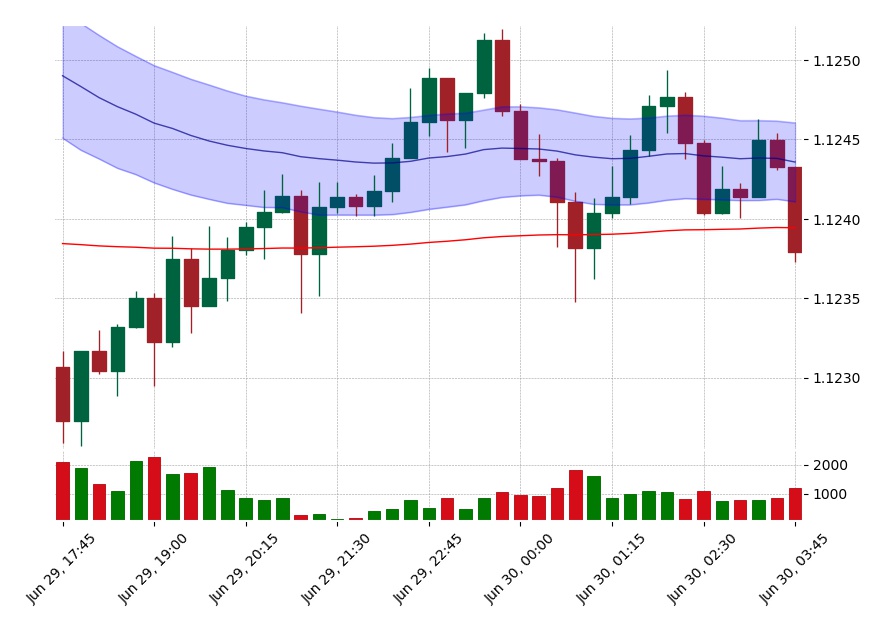 1.1250
1.1245
1.1240
1.1235
1.1230
2000
1000
Jun 29, 17:45
Jun 29, 19:00
Jun 29, 20:15
Jun 29, 21:30
Jun 29, 22:45
Jun 30, 00:00
Jun 30, 01:15
Jun 30, 02:30
Jun 30, 03:45